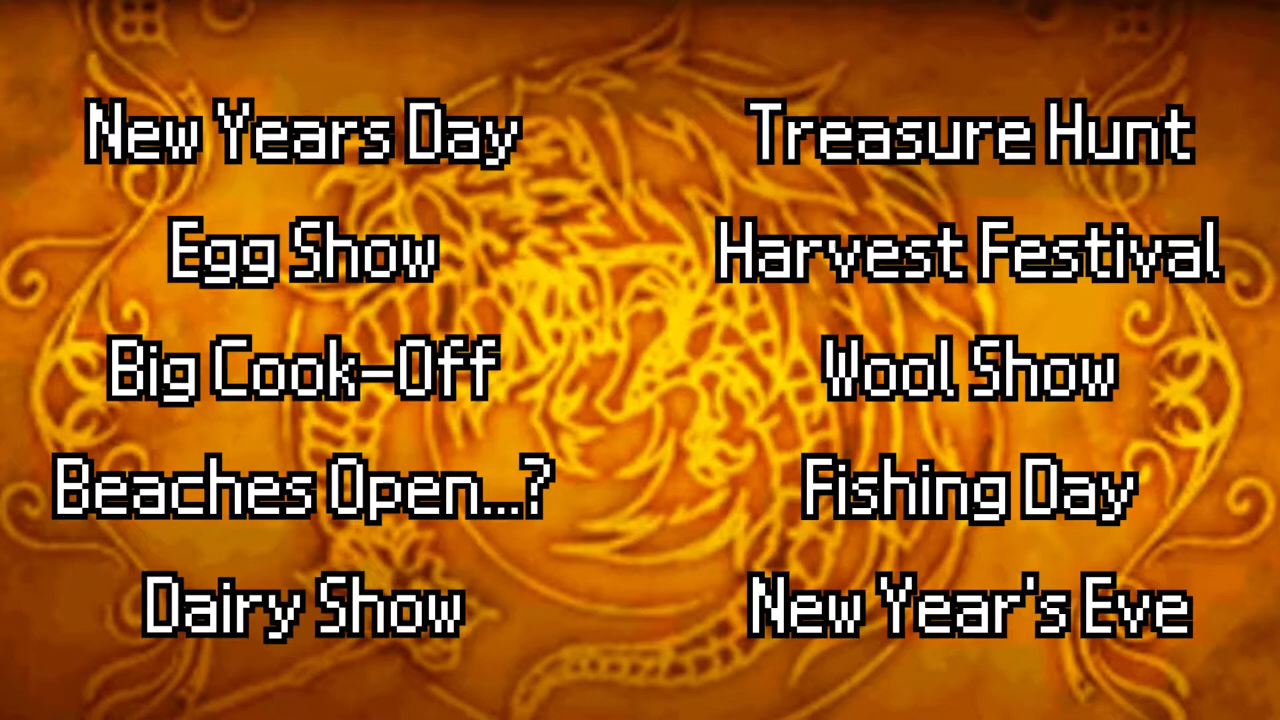 New Years Day
Egg Show
Big Cook-Off
Beaches Open...?
Dairy Show
Treasure Hunt
Harvest Festival
Wool Show
Fishing Day
New Year's Eve